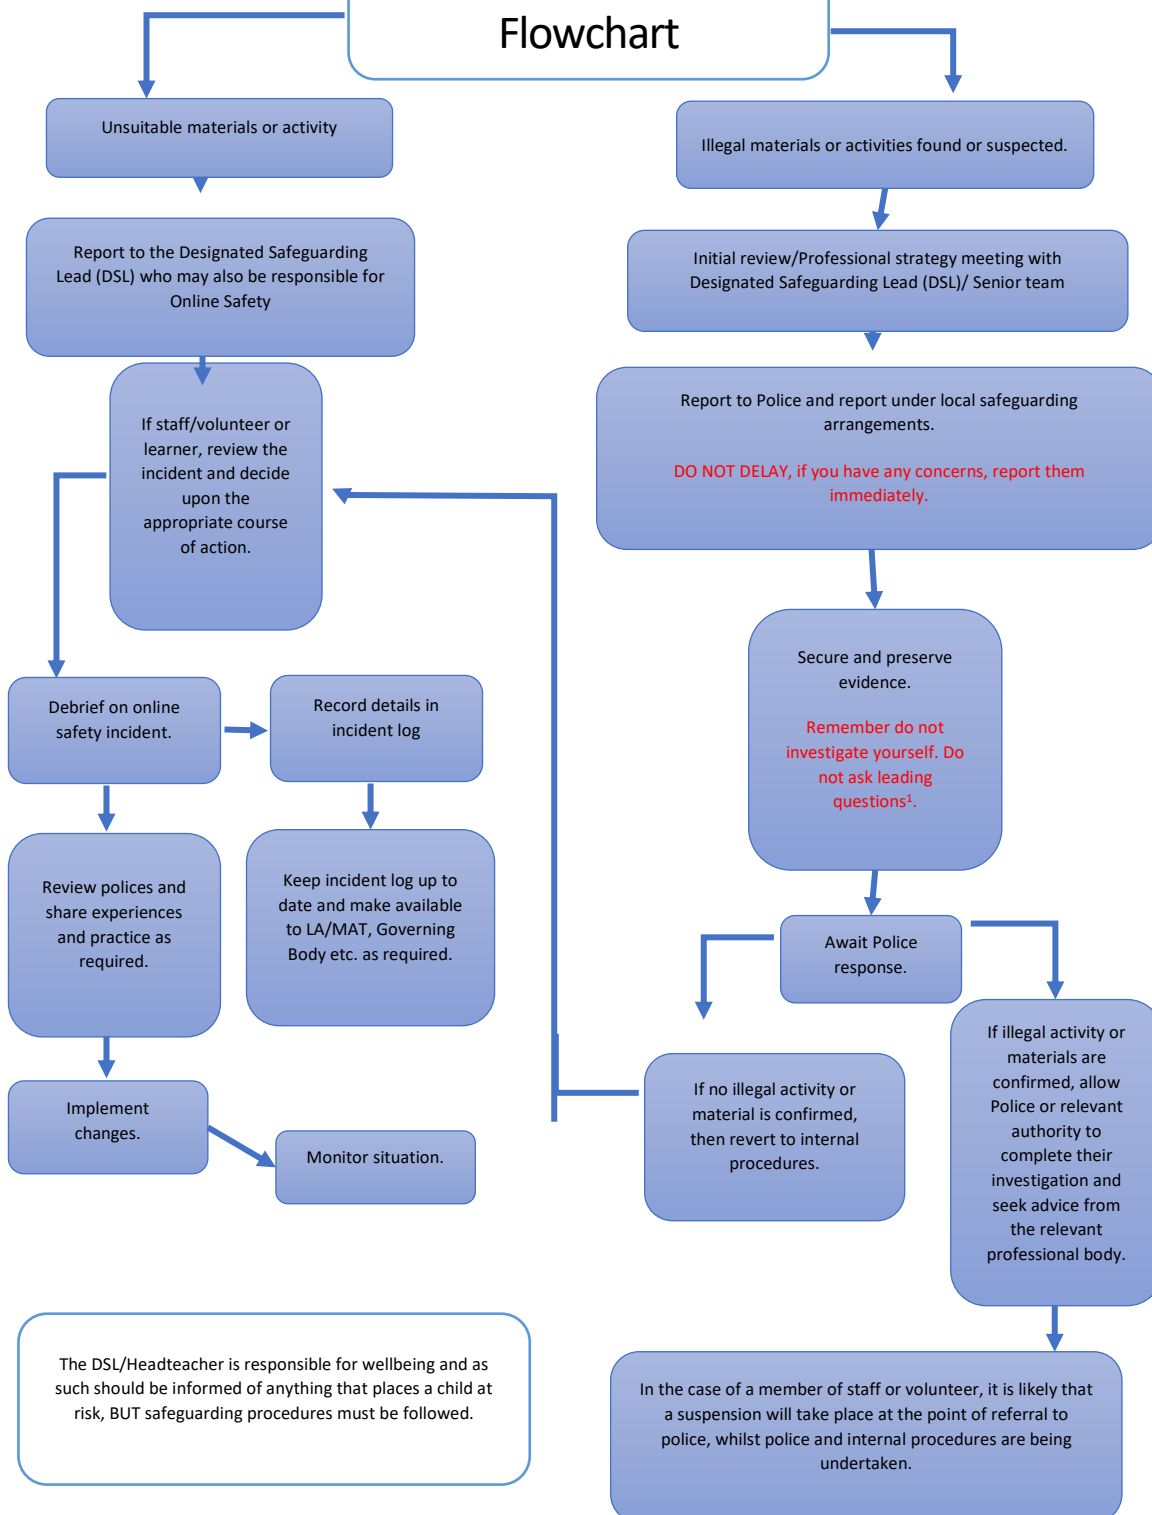 Flowchart
Unsuitable materials or activity
Illegal materials or activities found or suspected.
Report to the Designated Safeguarding
Lead (DSL) who may also be responsible for
Online Safety
Initial review/Professional strategy meeting with
Designated Safeguarding Lead (DSL)/ Senior team
If staff/volunteer or
learner, review the
incident and decide
upon the
appropriate course
of action.
Report to Police and report under local safeguarding
arrangements.
DO NOT DELAY, if you have any concerns, report them
immediately.
Secure and preserve
evidence.
Remember do not
investigate yourself. Do
not ask leading
questions¹.
Debrief on online
safety incident.
Record details in
incident log
Review polices and
share experiences
and practice as
required.
Keep incident log up to
date and make available
to LA/MAT, Governing
Body etc. as required.
Await Police
response.
Implement
changes.
Monitor situation.
If no illegal activity or
material is confirmed,
then revert to internal
procedures.
If illegal activity or
materials are
confirmed, allow
Police or relevant
authority to
complete their
investigation and
seek advice from
the relevant
professional body.
The DSL/Headteacher is responsible for wellbeing and as
such should be informed of anything that places a child at
risk, BUT safeguarding procedures must be followed.
In the case of a member of staff or volunteer, it is likely that
a suspension will take place at the point of referral to
police, whilst police and internal procedures are being
undertaken.